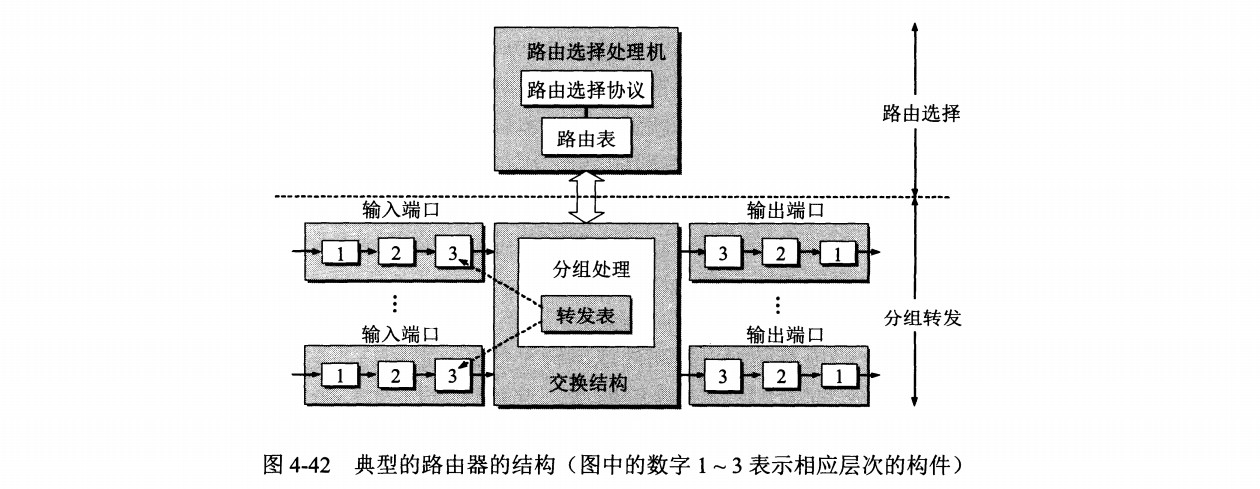 路由选择处理机
路由选择协议
路由表
路由选择
输入端口
输出端口
1 2 3
分组处理
3 2 1
转发表
分组转发
输入端口
输出端口
1 2 3
交换结构
3 2 1
图 4-42 典型的路由器的结构（图中的数字 1 ~ 3 表示相应层次的构件）